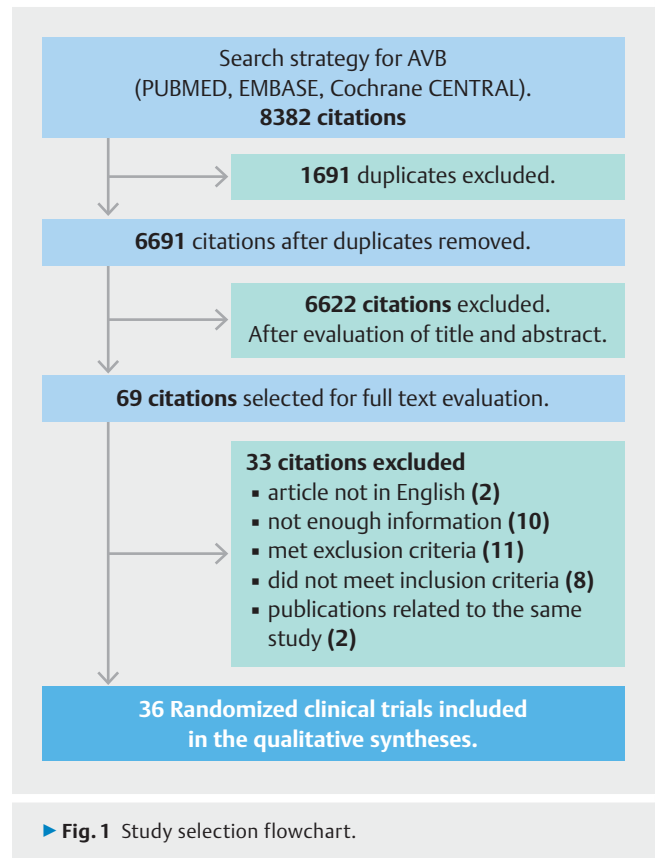 Search strategy for AVB
(PUBMED, EMBASE, Cochrane CENTRAL).
8382 citations
1691 duplicates excluded.
6691 citations after duplicates removed.
6622 citations excluded.
After evaluation of title and abstract.
69 citations selected for full text evaluation.
33 citations excluded
▪ article not in English (2)
▪ not enough information (10)
▪ met exclusion criteria (11)
▪ did not meet inclusion criteria (8)
▪ publications related to the same
study (2)
36 Randomized clinical trials included
in the qualitative syntheses.
▶ Fig. 1 Study selection flowchart.